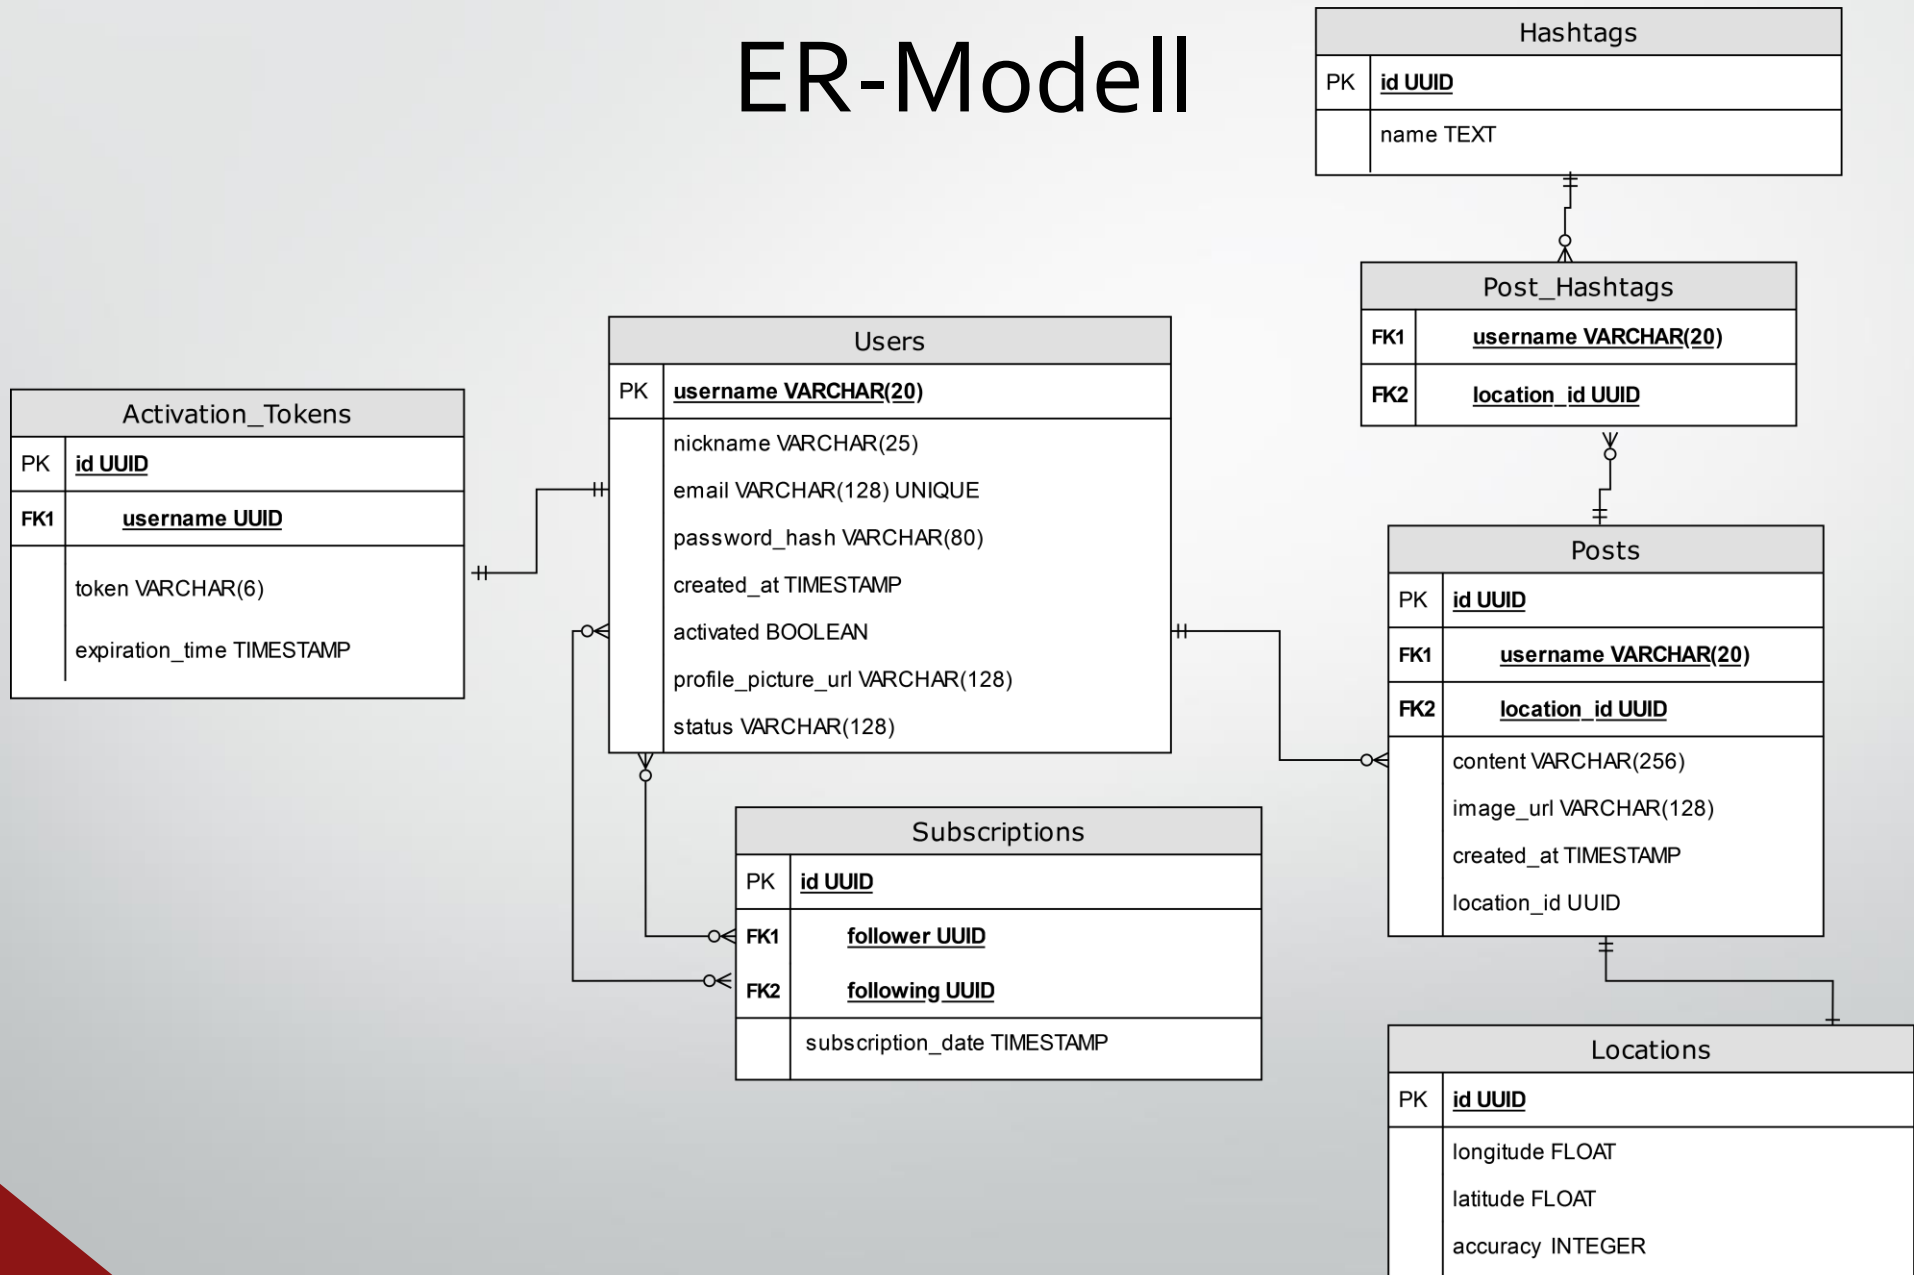 ER-Modell
Hashtags
PK id UUID
name TEXT
Post_Hashtags
FK1 username VARCHAR(20)
FK2 location_id UUID
Users
PK username VARCHAR(20)
nickname VARCHAR(25)
email VARCHAR(128) UNIQUE
password_hash VARCHAR(80)
created_at TIMESTAMP
activated BOOLEAN
profile_picture_url VARCHAR(128)
status VARCHAR(128)
Activation_Tokens
PK id UUID
FK1 username UUID
token VARCHAR(6)
expiration_time TIMESTAMP
Posts
PK id UUID
FK1 username VARCHAR(20)
FK2 location_id UUID
content VARCHAR(256)
image_url VARCHAR(128)
created_at TIMESTAMP
location_id UUID
Subscriptions
PK id UUID
FK1 follower UUID
FK2 following UUID
subscription_date TIMESTAMP
Locations
PK id UUID
longitude FLOAT
latitude FLOAT
accuracy INTEGER